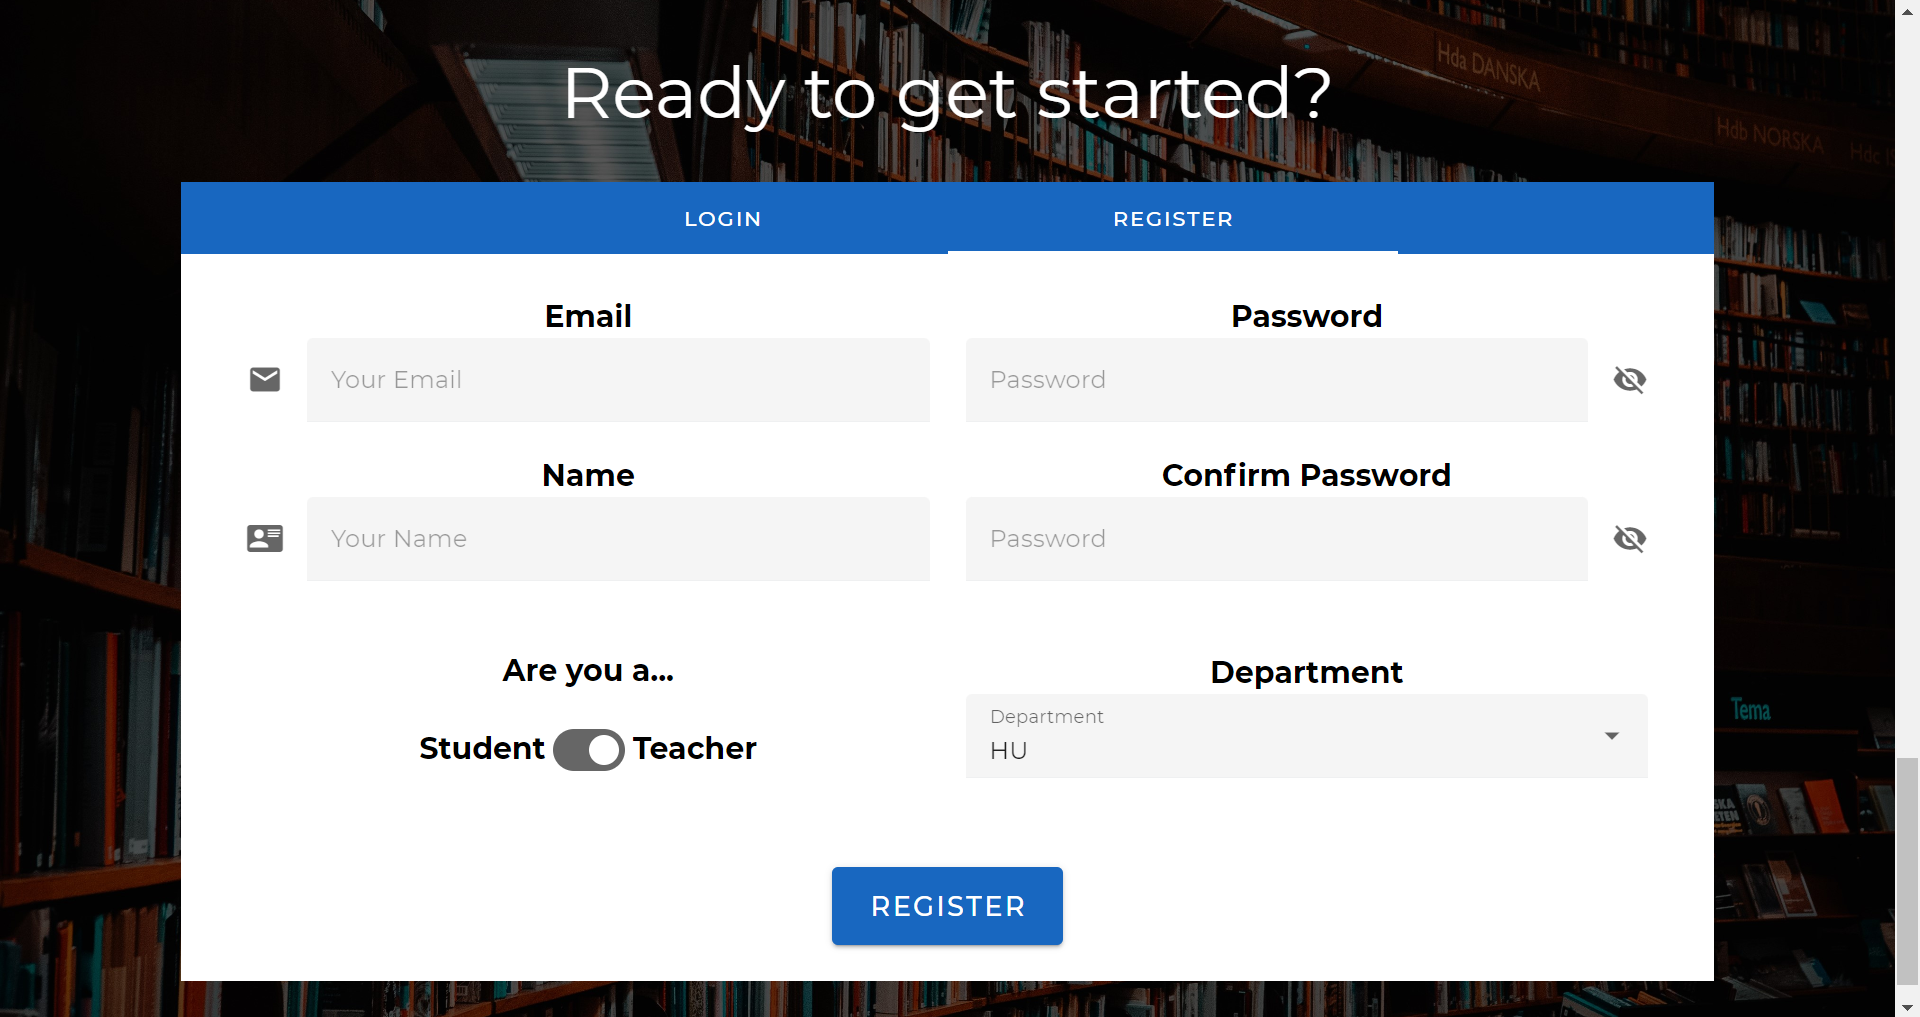 Ready to get started?
Hda DANSKA
Hdb NORSKA
LOGIN REGISTER
Email Password
Your Email Password
Name Confirm Password
Your Name Password
Are you a... Department
Department
Student Teacher HU
Tema
REGISTER